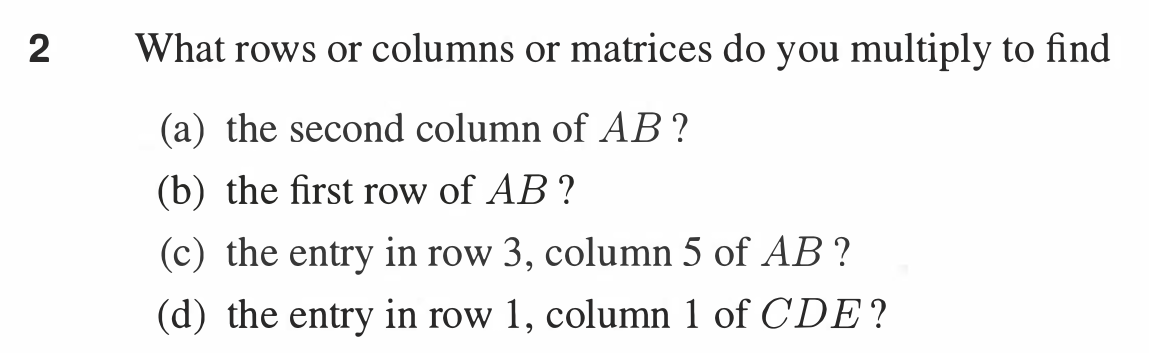 2 What rows or columns or matrices do you multiply to find
(a) the second column of AB?
(b) the first row of AB?
(c) the entry in row 3, column 5 of AB?
(d) the entry in row 1, column 1 of CDE?